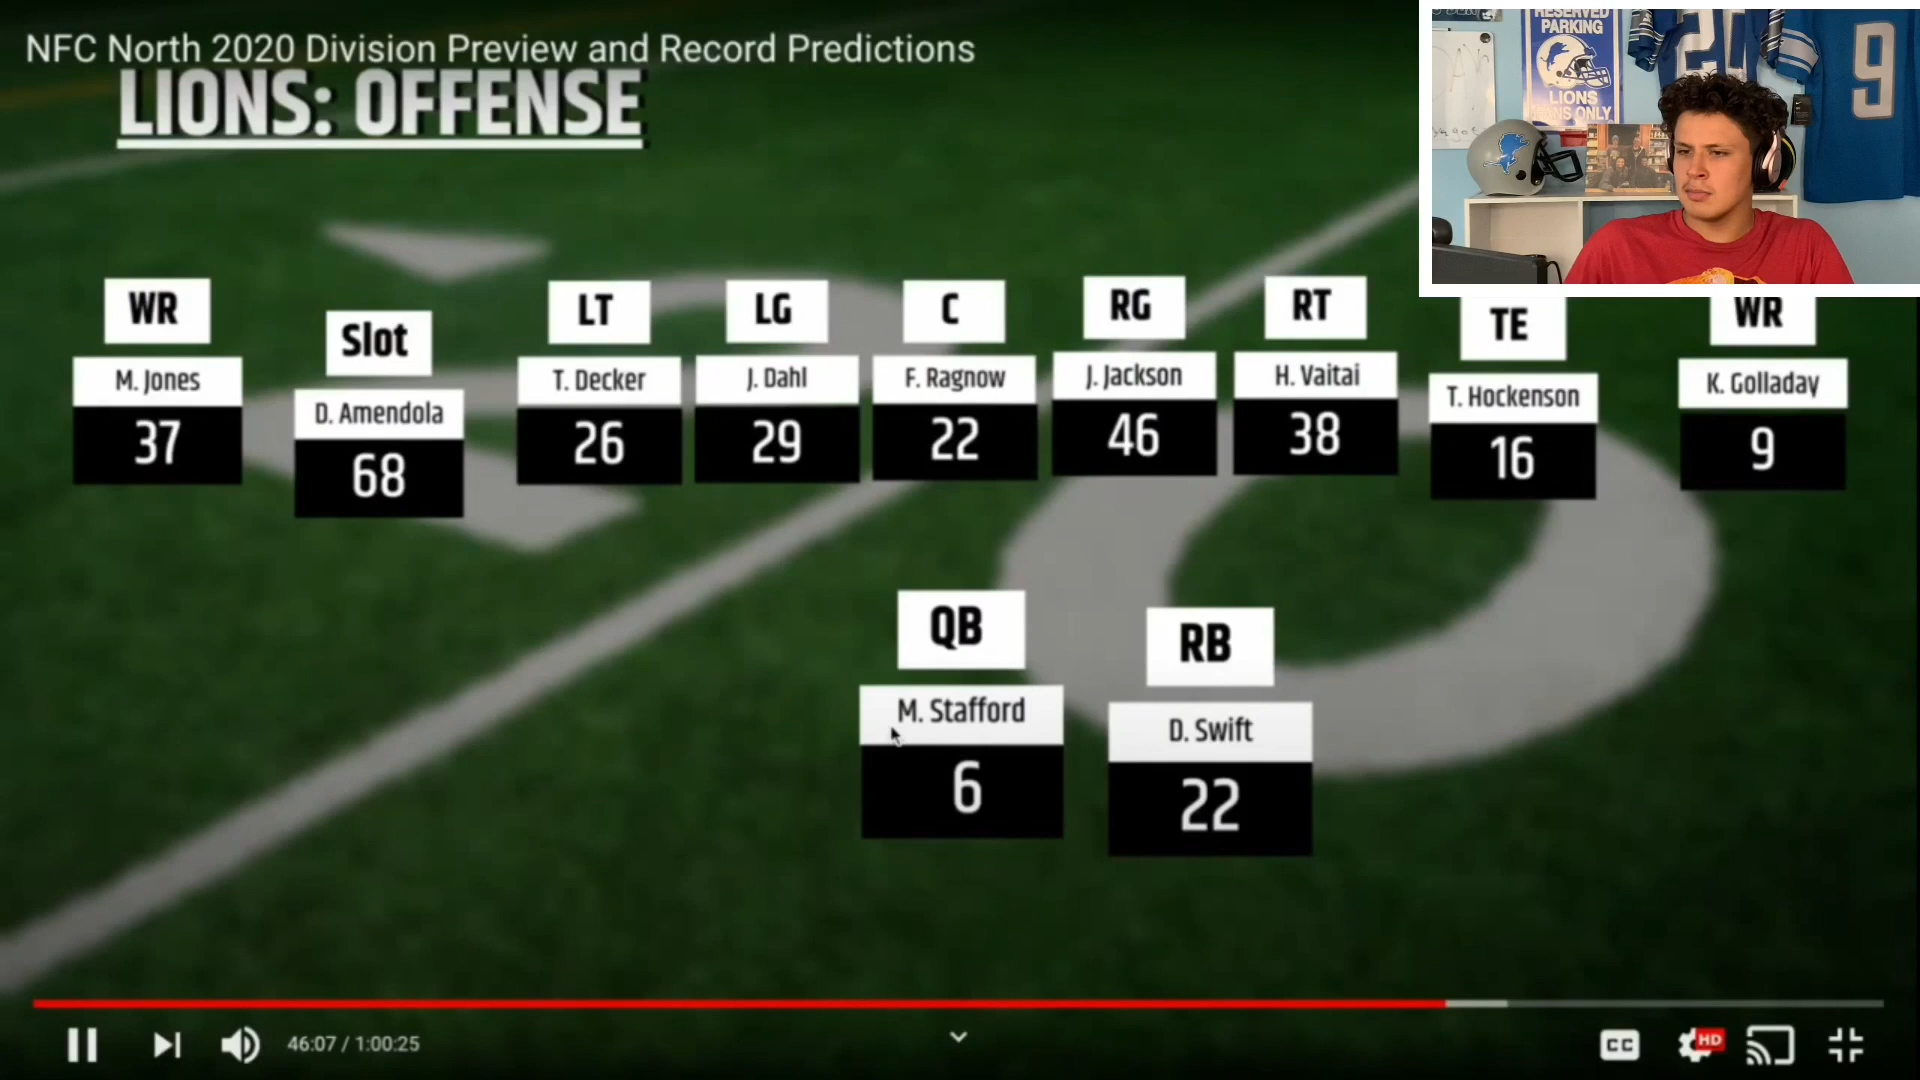 NFC North 2020 Division Preview and Record Predictions
LIONS: OFFENSE
RESERVED
PARKING
LIONS
FANS ONLY
9
WR
M. Jones
37
Slot
D. Amendola
68
LT
T. Decker
26
LG
J. Dahl
29
C
F. Ragnow
22
RG
J. Jackson
46
RT
H. Vaitai
38
TE
T. Hockenson
16
WR
K. Golladay
9
QB
M. Stafford
6
RB
D. Swift
22
46:07 / 1:00:25
CC
HD